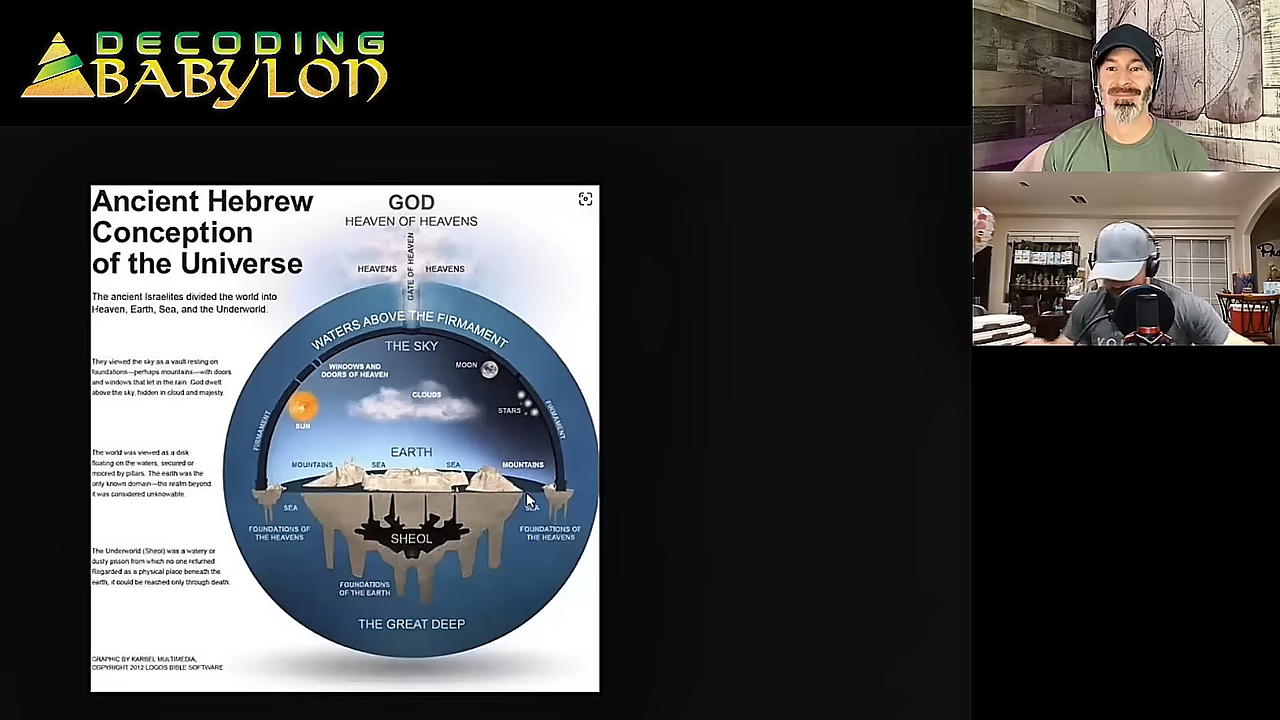 DECODING
BABYLON
Ancient Hebrew
Conception
of the Universe
The ancient Israelites divided the world into
Heaven, Earth, Sea, and the Underworld.
They viewed the sky as a vault resting on
foundations—perhaps mountains—with doors
and windows that let in the rain. God dwelt
above the sky, hidden in cloud and majesty.
The world was viewed as a disk
floating on the waters, secured or
moored by pillars. The earth was the
only known domain—the realm beyond
it was considered unknowable.
The Underworld (Sheol) was a watery or
dusty prison from which no one returned
Regarded as a physical place beneath the
earth, it could be reached only through death.
GRAPHIC BY KARBEL MULTIMEDIA,
COPYRIGHT 2012 LOGOS BIBLE SOFTWARE
GOD
HEAVEN OF HEAVENS
GATE OF HEAVEN
HEAVENS
HEAVENS
WATERS ABOVE THE FIRMAMENT
THE SKY
WINDOWS AND
DOORS OF HEAVEN
MOON
CLOUDS
STARS
SUN
FIRMAMENT
FIRMAMENT
EARTH
MOUNTAINS
SEA
SEA
MOUNTAINS
SEA
SEA
FOUNDATIONS OF
THE HEAVENS
FOUNDATIONS OF
THE HEAVENS
SHEOL
FOUNDATIONS
OF THE EARTH
THE GREAT DEEP